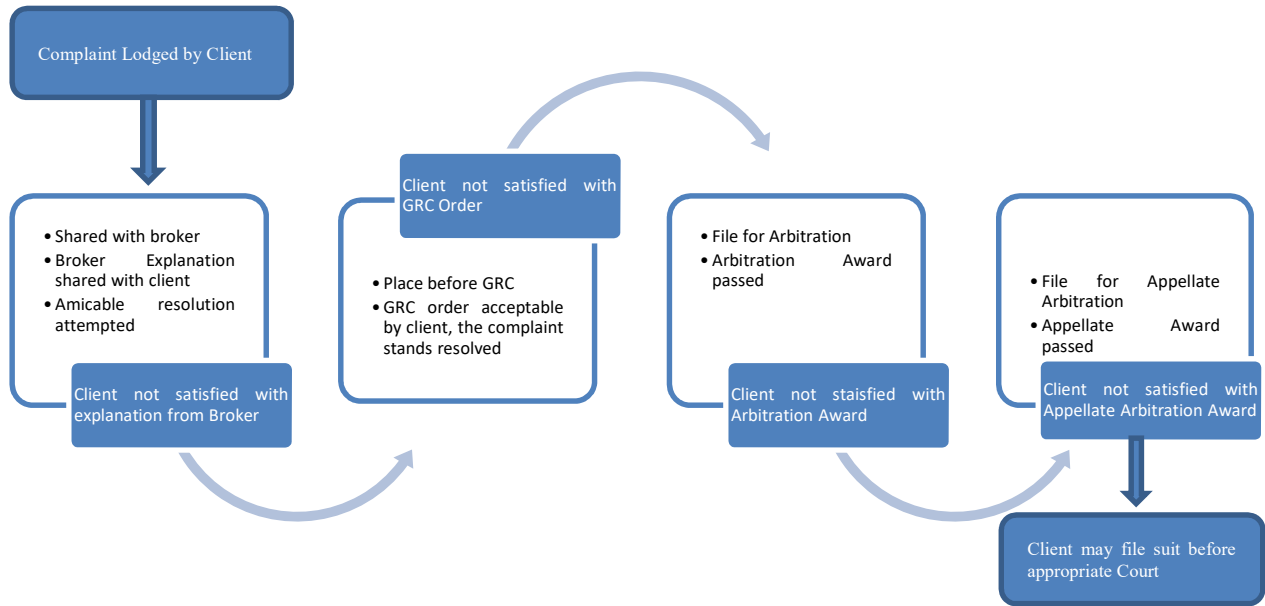 Complaint Lodged by Client
• Shared with broker
• Broker Explanation
shared with client
• Amicable resolution
attempted
Client not satisfied with
explanation from Broker
Client not satisfied with
GRC Order
• Place before GRC
• GRC order acceptable
by client, the complaint
stands resolved
• File for Arbitration
• Arbitration Award
passed
Client not staisfied with
Arbitration Award
• File for Appellate
Arbitration
• Appellate Award
passed
Client not satisfied with
Appellate Arbitration Award
Client may file suit before
appropriate Court